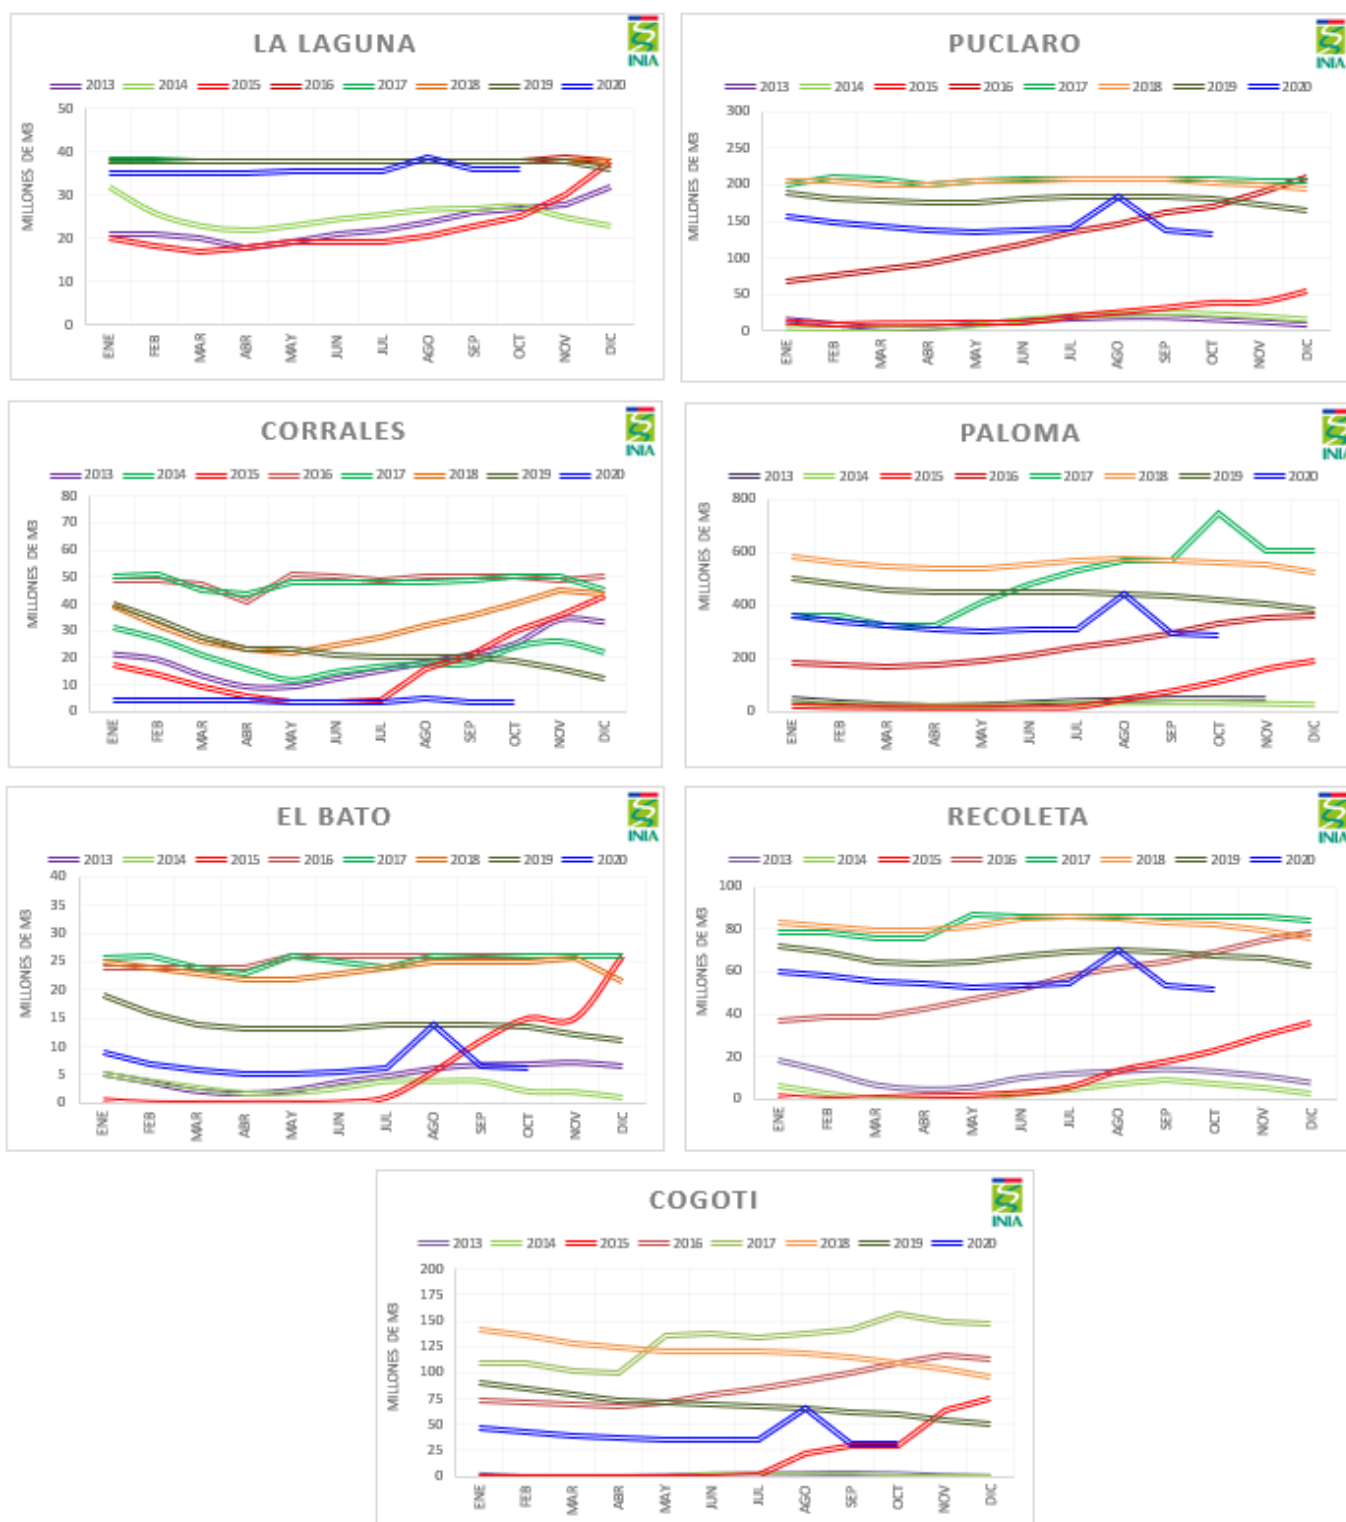 LA LAGUNA
INIA
2013 2014 2015 2016 2017 2018 2019 2020
MILLONES DE M3
50
40
30
20
10
0
ENE FEB MAR ABR MAY JUN JUL AGO SEP OCT NOV DIC
PUCLARO
INIA
2013 2014 2015 2016 2017 2018 2019 2020
MILLONES DE M3
300
250
200
150
100
50
0
ENE FEB MAR ABR MAY JUN JUL AGO SEP OCT NOV DIC
CORRALES
INIA
2013 2014 2015 2016 2017 2018 2019 2020
MILLONES DE M3
80
70
60
50
40
30
20
10
0
ENE FEB MAR ABR MAY JUN JUL AGO SEP OCT NOV DIC
PALOMA
INIA
2013 2014 2015 2016 2017 2018 2019 2020
MILLONES DE M3
800
600
400
200
0
ENE FEB MAR ABR MAY JUN JUL AGO SEP OCT NOV DIC
EL BATO
INIA
2013 2014 2015 2016 2017 2018 2019 2020
MILLONES DE M3
40
35
30
25
20
15
10
5
0
ENE FEB MAR ABR MAY JUN JUL AGO SEP OCT NOV DIC
RECOLETA
INIA
2013 2014 2015 2016 2017 2018 2019 2020
MILLONES DE M3
100
80
60
40
20
0
ENE FEB MAR ABR MAY JUN JUL AGO SEP OCT NOV DIC
COGOTI
INIA
2013 2014 2015 2016 2017 2018 2019 2020
MILLONES DE M3
200
175
150
125
100
75
50
25
0
ENE FEB MAR ABR MAY JUN JUL AGO SEP OCT NOV DIC